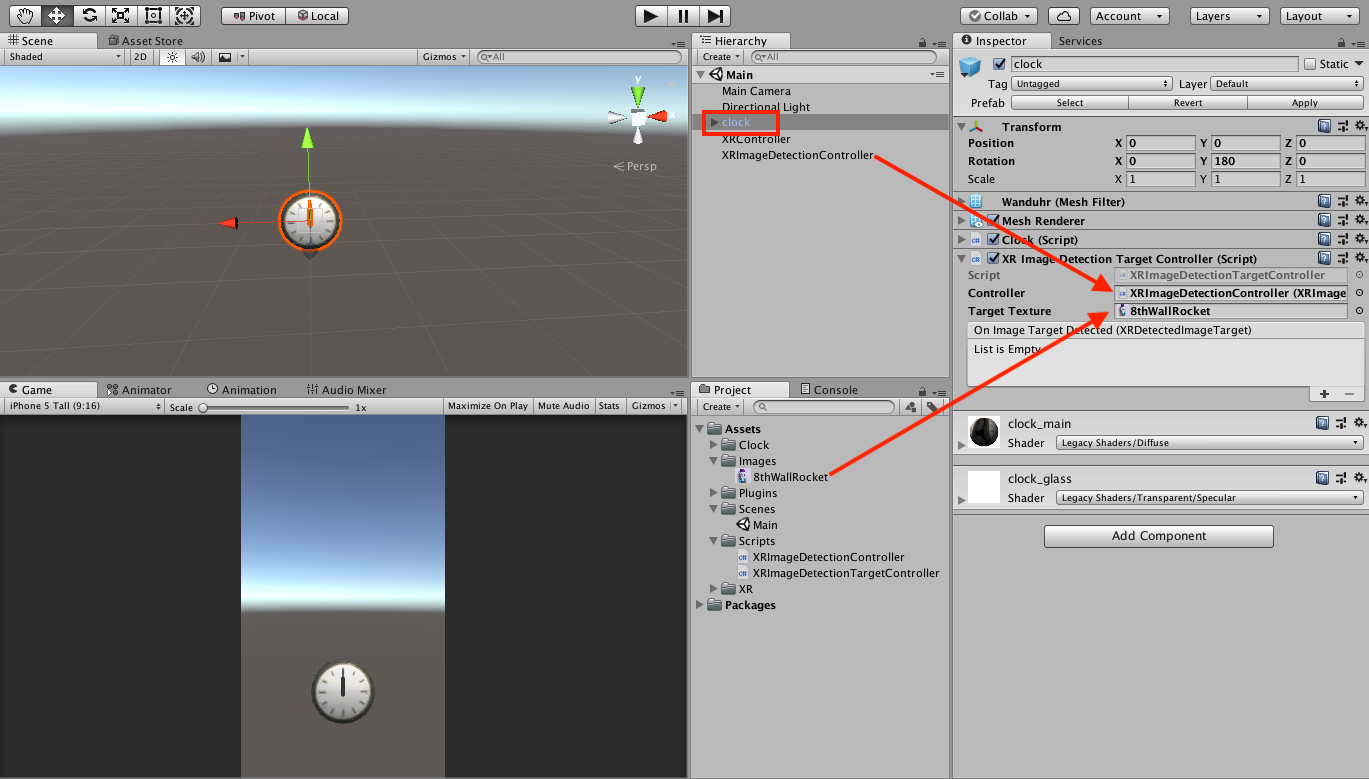 Pivot Local Collab Account Layers Layout
Scene Asset Store
Shaded 2D Gizmos All
y
x
Persp
Hierarchy
Create All
Main
Main Camera
Directional Light
clock
XRController
XRImageDetectionController
Inspector Services
clock Static
Tag Untagged Layer Default
Prefab Select Revert Apply
Transform
Position X 0 Y 0 Z 0
Rotation X 0 Y 180 Z 0
Scale X 1 Y 1 Z 1
Wanduhr (Mesh Filter)
Mesh Renderer
Clock (Script)
XR Image Detection Target Controller (Script)
Script XRImageDetectionTargetController
Controller XRImageDetectionController (XRImage
Target Texture 8thWallRocket
On Image Target Detected (XRDetectedImageTarget)
List is Empty
clock_main
Shader Legacy Shaders/Diffuse
clock_glass
Shader Legacy Shaders/Transparent/Specular
Add Component
Game Animator Animation Audio Mixer
iPhone 5 Tall (9:16) Scale 1x Maximize On Play Mute Audio Stats Gizmos
Project Console
Create
Assets
Clock
Images
8thWallRocket
Plugins
Scenes
Main
Scripts
XRImageDetectionController
XRImageDetectionTargetController
XR
Packages